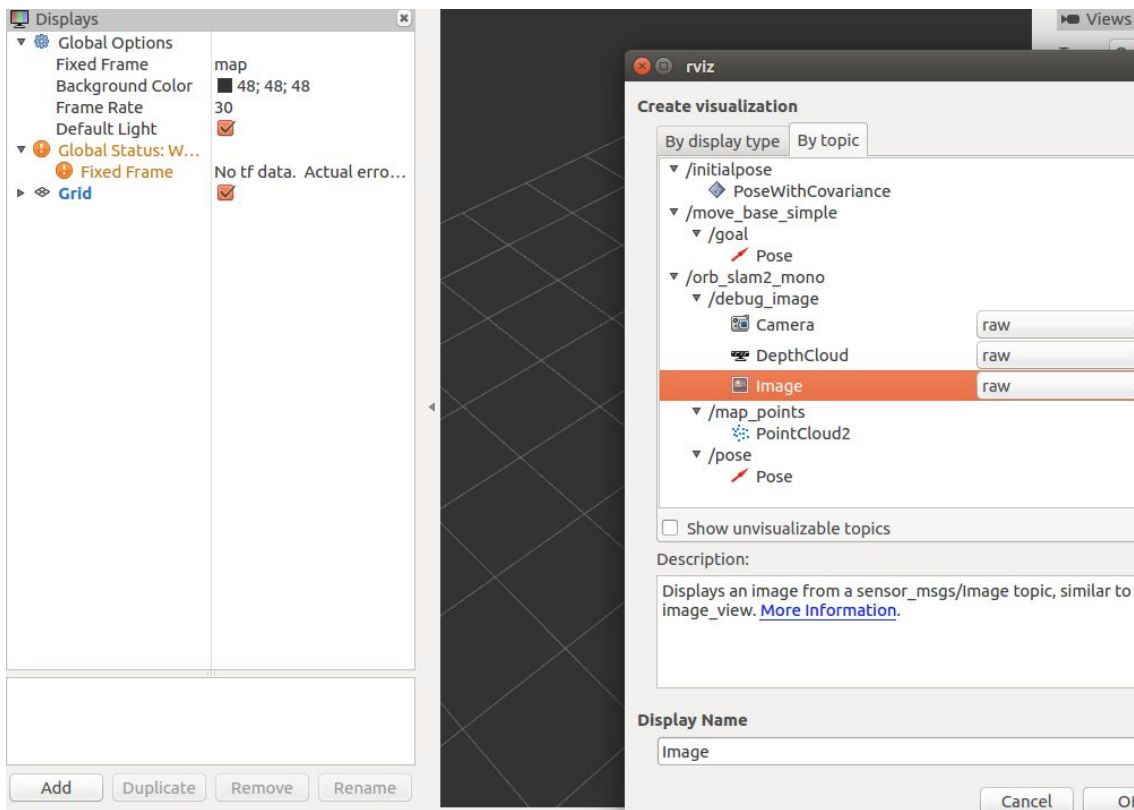 Displays
Global Options
Fixed Frame map
Background Color 48; 48; 48
Frame Rate 30
Default Light
Global Status: W...
Fixed Frame No tf data. Actual erro...
Grid
Add Duplicate Remove Rename
Views
rviz
Create visualization
By display type By topic
/initialpose
PoseWithCovariance
/move_base_simple
/goal
Pose
/orb_slam2_mono
/debug_image
Camera raw
DepthCloud raw
Image raw
/map_points
PointCloud2
/pose
Pose
Show unvisualizable topics
Description:
Displays an image from a sensor_msgs/Image topic, similar to
image_view. More Information.
Display Name
Image
Cancel